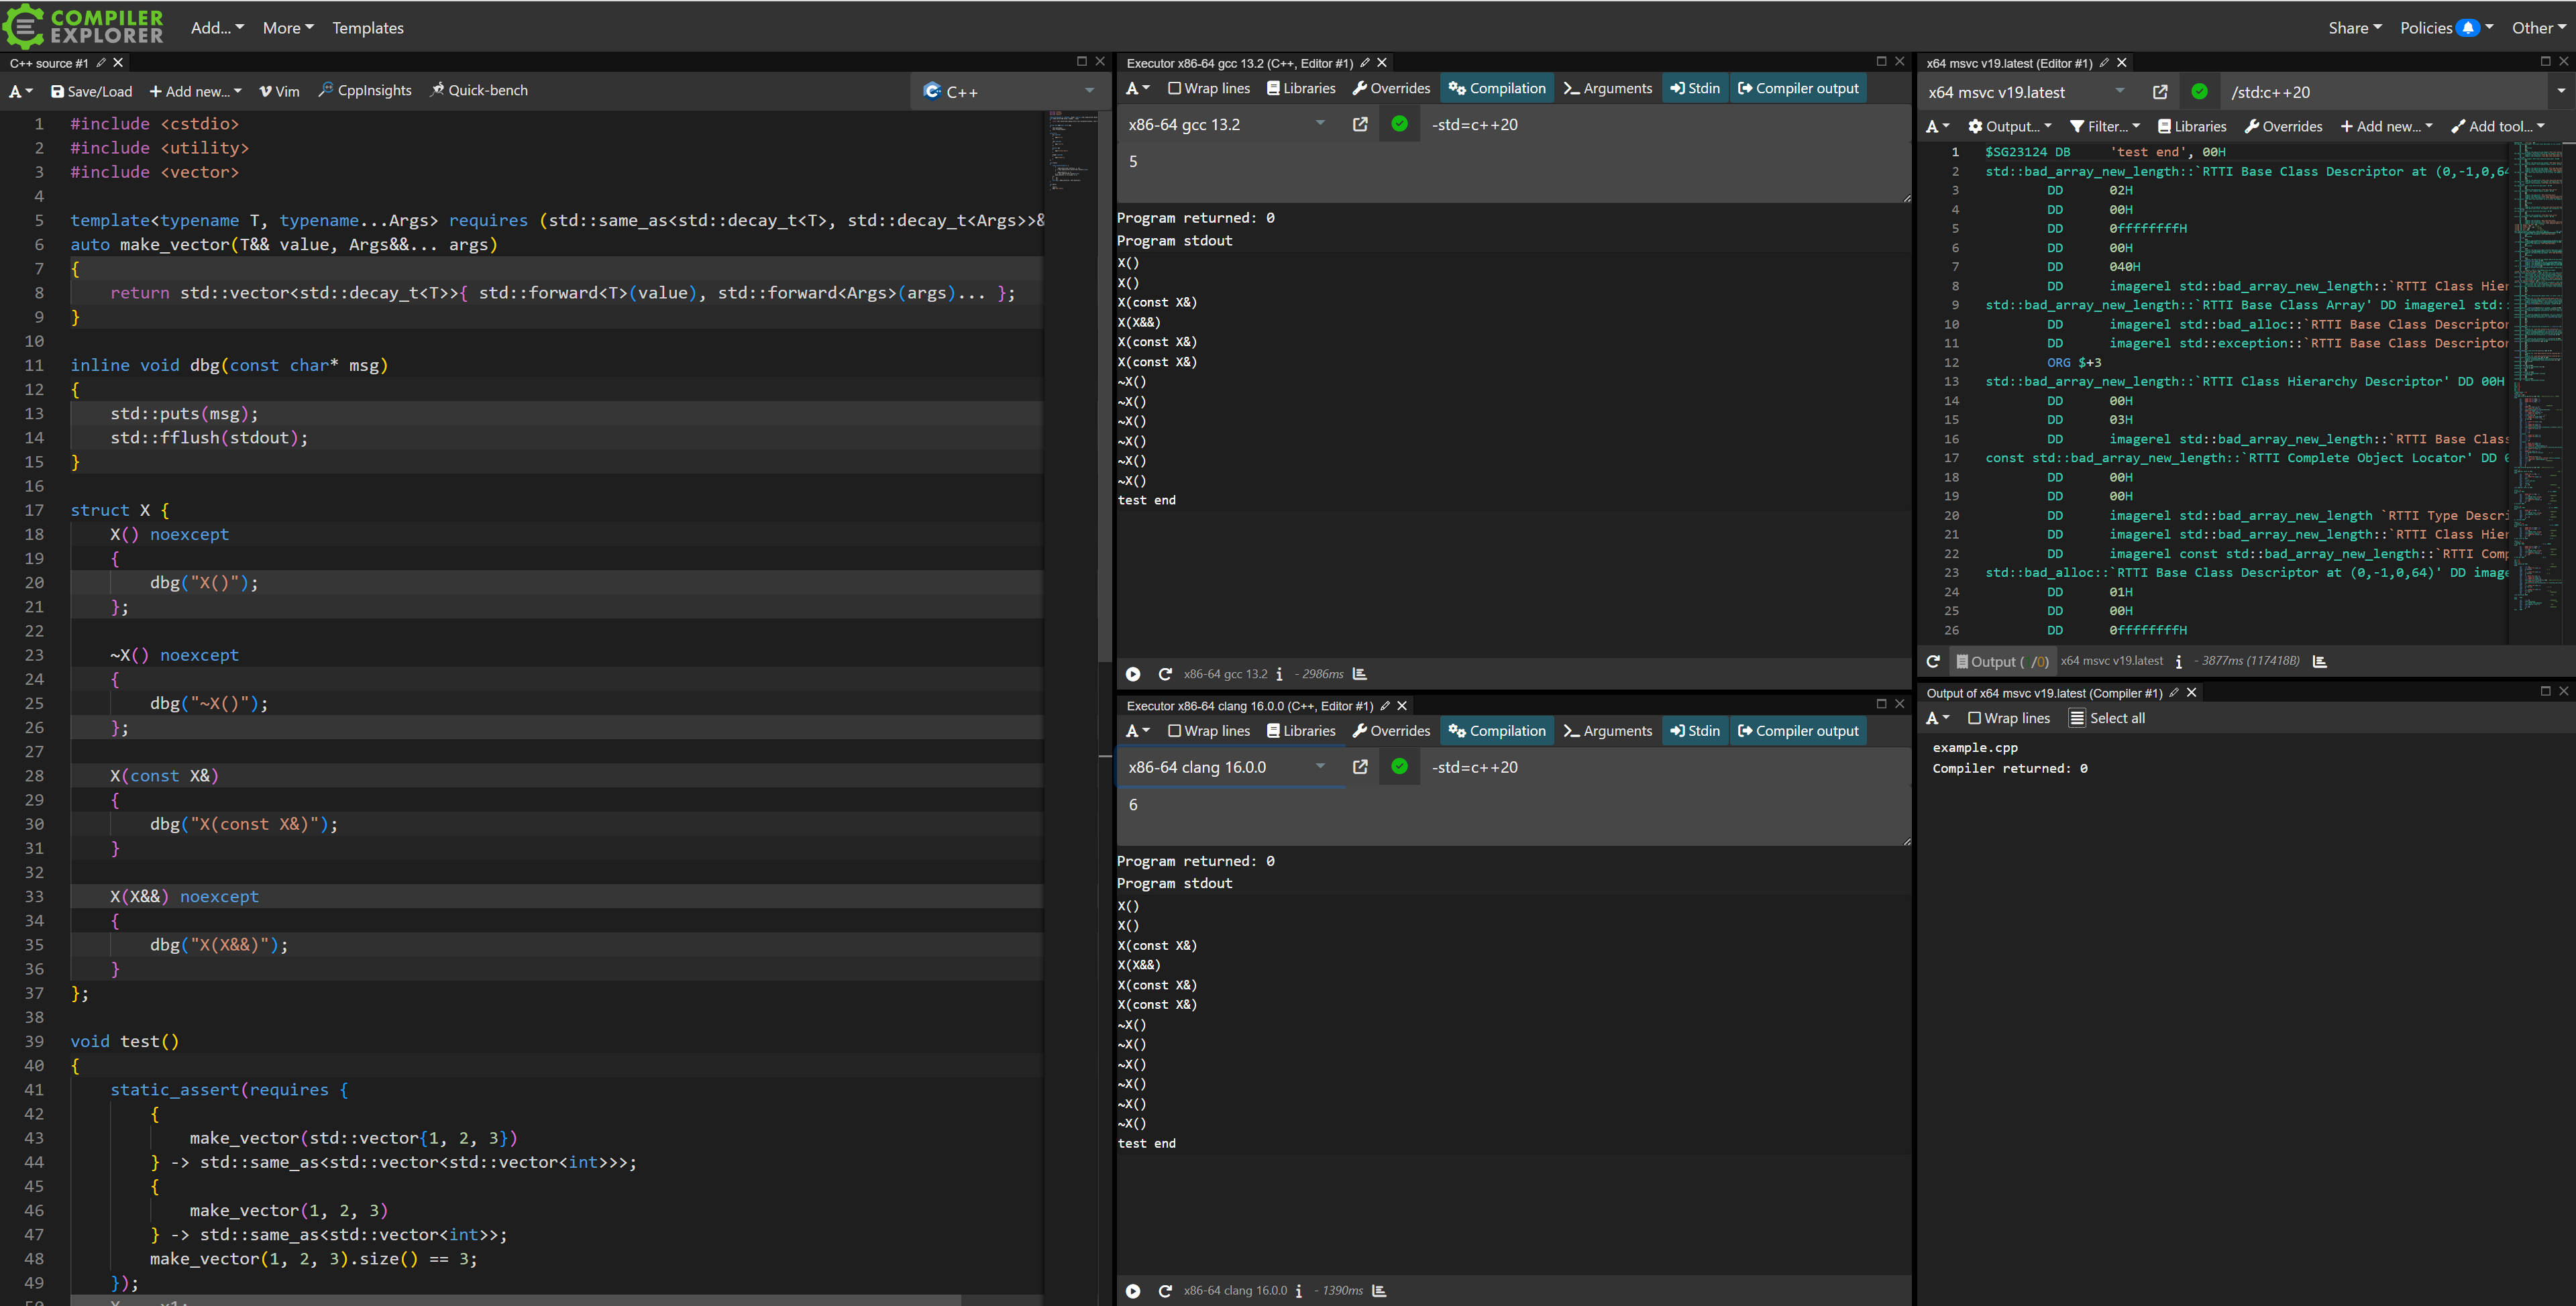 COMPILER EXPLORER
Add... More Templates
Share Policies Other
C++ source #1
A Save/Load + Add new... Vim CppInsights Quick-bench
C++
1 #include <cstdio>
2 #include <utility>
3 #include <vector>
4
5 template<typename T, typename...Args> requires (std::same_as<std::decay_t<T>, std::decay_t<Args>>&
6 auto make_vector(T&& value, Args&&... args)
7 {
8 return std::vector<std::decay_t<T>>{ std::forward<T>(value), std::forward<Args>(args)... };
9 }
10
11 inline void dbg(const char* msg)
12 {
13 std::puts(msg);
14 std::fflush(stdout);
15 }
16
17 struct X {
18 X() noexcept
19 {
20 dbg("X()");
21 };
22
23 ~X() noexcept
24 {
25 dbg("~X()");
26 };
27
28 X(const X&)
29 {
30 dbg("X(const X&)");
31 }
32
33 X(X&&) noexcept
34 {
35 dbg("X(X&&)");
36 }
37 };
38
39 void test()
40 {
41 static_assert(requires {
42 {
43 make_vector(std::vector{1, 2, 3})
44 } -> std::same_as<std::vector<std::vector<int>>>;
45 {
46 make_vector(1, 2, 3)
47 } -> std::same_as<std::vector<int>>;
48 make_vector(1, 2, 3).size() == 3;
49 });
Executor x86-64 gcc 13.2 (C++, Editor #1)
A Wrap lines Libraries Overrides Compilation Arguments Stdin Compiler output
x86-64 gcc 13.2 -std=c++20
5
Program returned: 0
Program stdout
X()
X()
X(const X&)
X(X&&)
X(const X&)
X(const X&)
~X()
~X()
~X()
~X()
~X()
~X()
test end
x86-64 gcc 13.2 i - 2986ms
Executor x86-64 clang 16.0.0 (C++, Editor #1)
A Wrap lines Libraries Overrides Compilation Arguments Stdin Compiler output
x86-64 clang 16.0.0 -std=c++20
6
Program returned: 0
Program stdout
X()
X()
X(const X&)
X(X&&)
X(const X&)
X(const X&)
~X()
~X()
~X()
~X()
~X()
~X()
test end
x86-64 clang 16.0.0 i - 1390ms
x64 msvc v19.latest (Editor #1)
x64 msvc v19.latest /std:c++20
A Output... Filter... Libraries Overrides + Add new... Add tool...
1 $SG23124 DB 'test end', 00H
2 std::bad_array_new_length::`RTTI Base Class Descriptor at (0,-1,0,64
3 DD 02H
4 DD 00H
5 DD 0ffffffffH
6 DD 00H
7 DD 040H
8 DD imagerel std::bad_array_new_length::`RTTI Class Hier
9 std::bad_array_new_length::`RTTI Base Class Array' DD imagerel std:
10 DD imagerel std::bad_alloc::`RTTI Base Class Descriptor
11 DD imagerel std::exception::`RTTI Base Class Descriptor
12 ORG $+3
13 std::bad_array_new_length::`RTTI Class Hierarchy Descriptor' DD 00H
14 DD 00H
15 DD 03H
16 DD imagerel std::bad_array_new_length::`RTTI Base Class
17 const std::bad_array_new_length::`RTTI Complete Object Locator' DD 0
18 DD 00H
19 DD 00H
20 DD imagerel std::bad_array_new_length `RTTI Type Descri
21 DD imagerel std::bad_array_new_length::`RTTI Class Hier
22 DD imagerel const std::bad_array_new_length::`RTTI Comp
23 std::bad_alloc::`RTTI Base Class Descriptor at (0,-1,0,64)' DD image
24 DD 01H
25 DD 00H
26 DD 0ffffffffH
Output ( /0) x64 msvc v19.latest i - 3877ms (117418B)
Output of x64 msvc v19.latest (Compiler #1)
A Wrap lines Select all
example.cpp
Compiler returned: 0